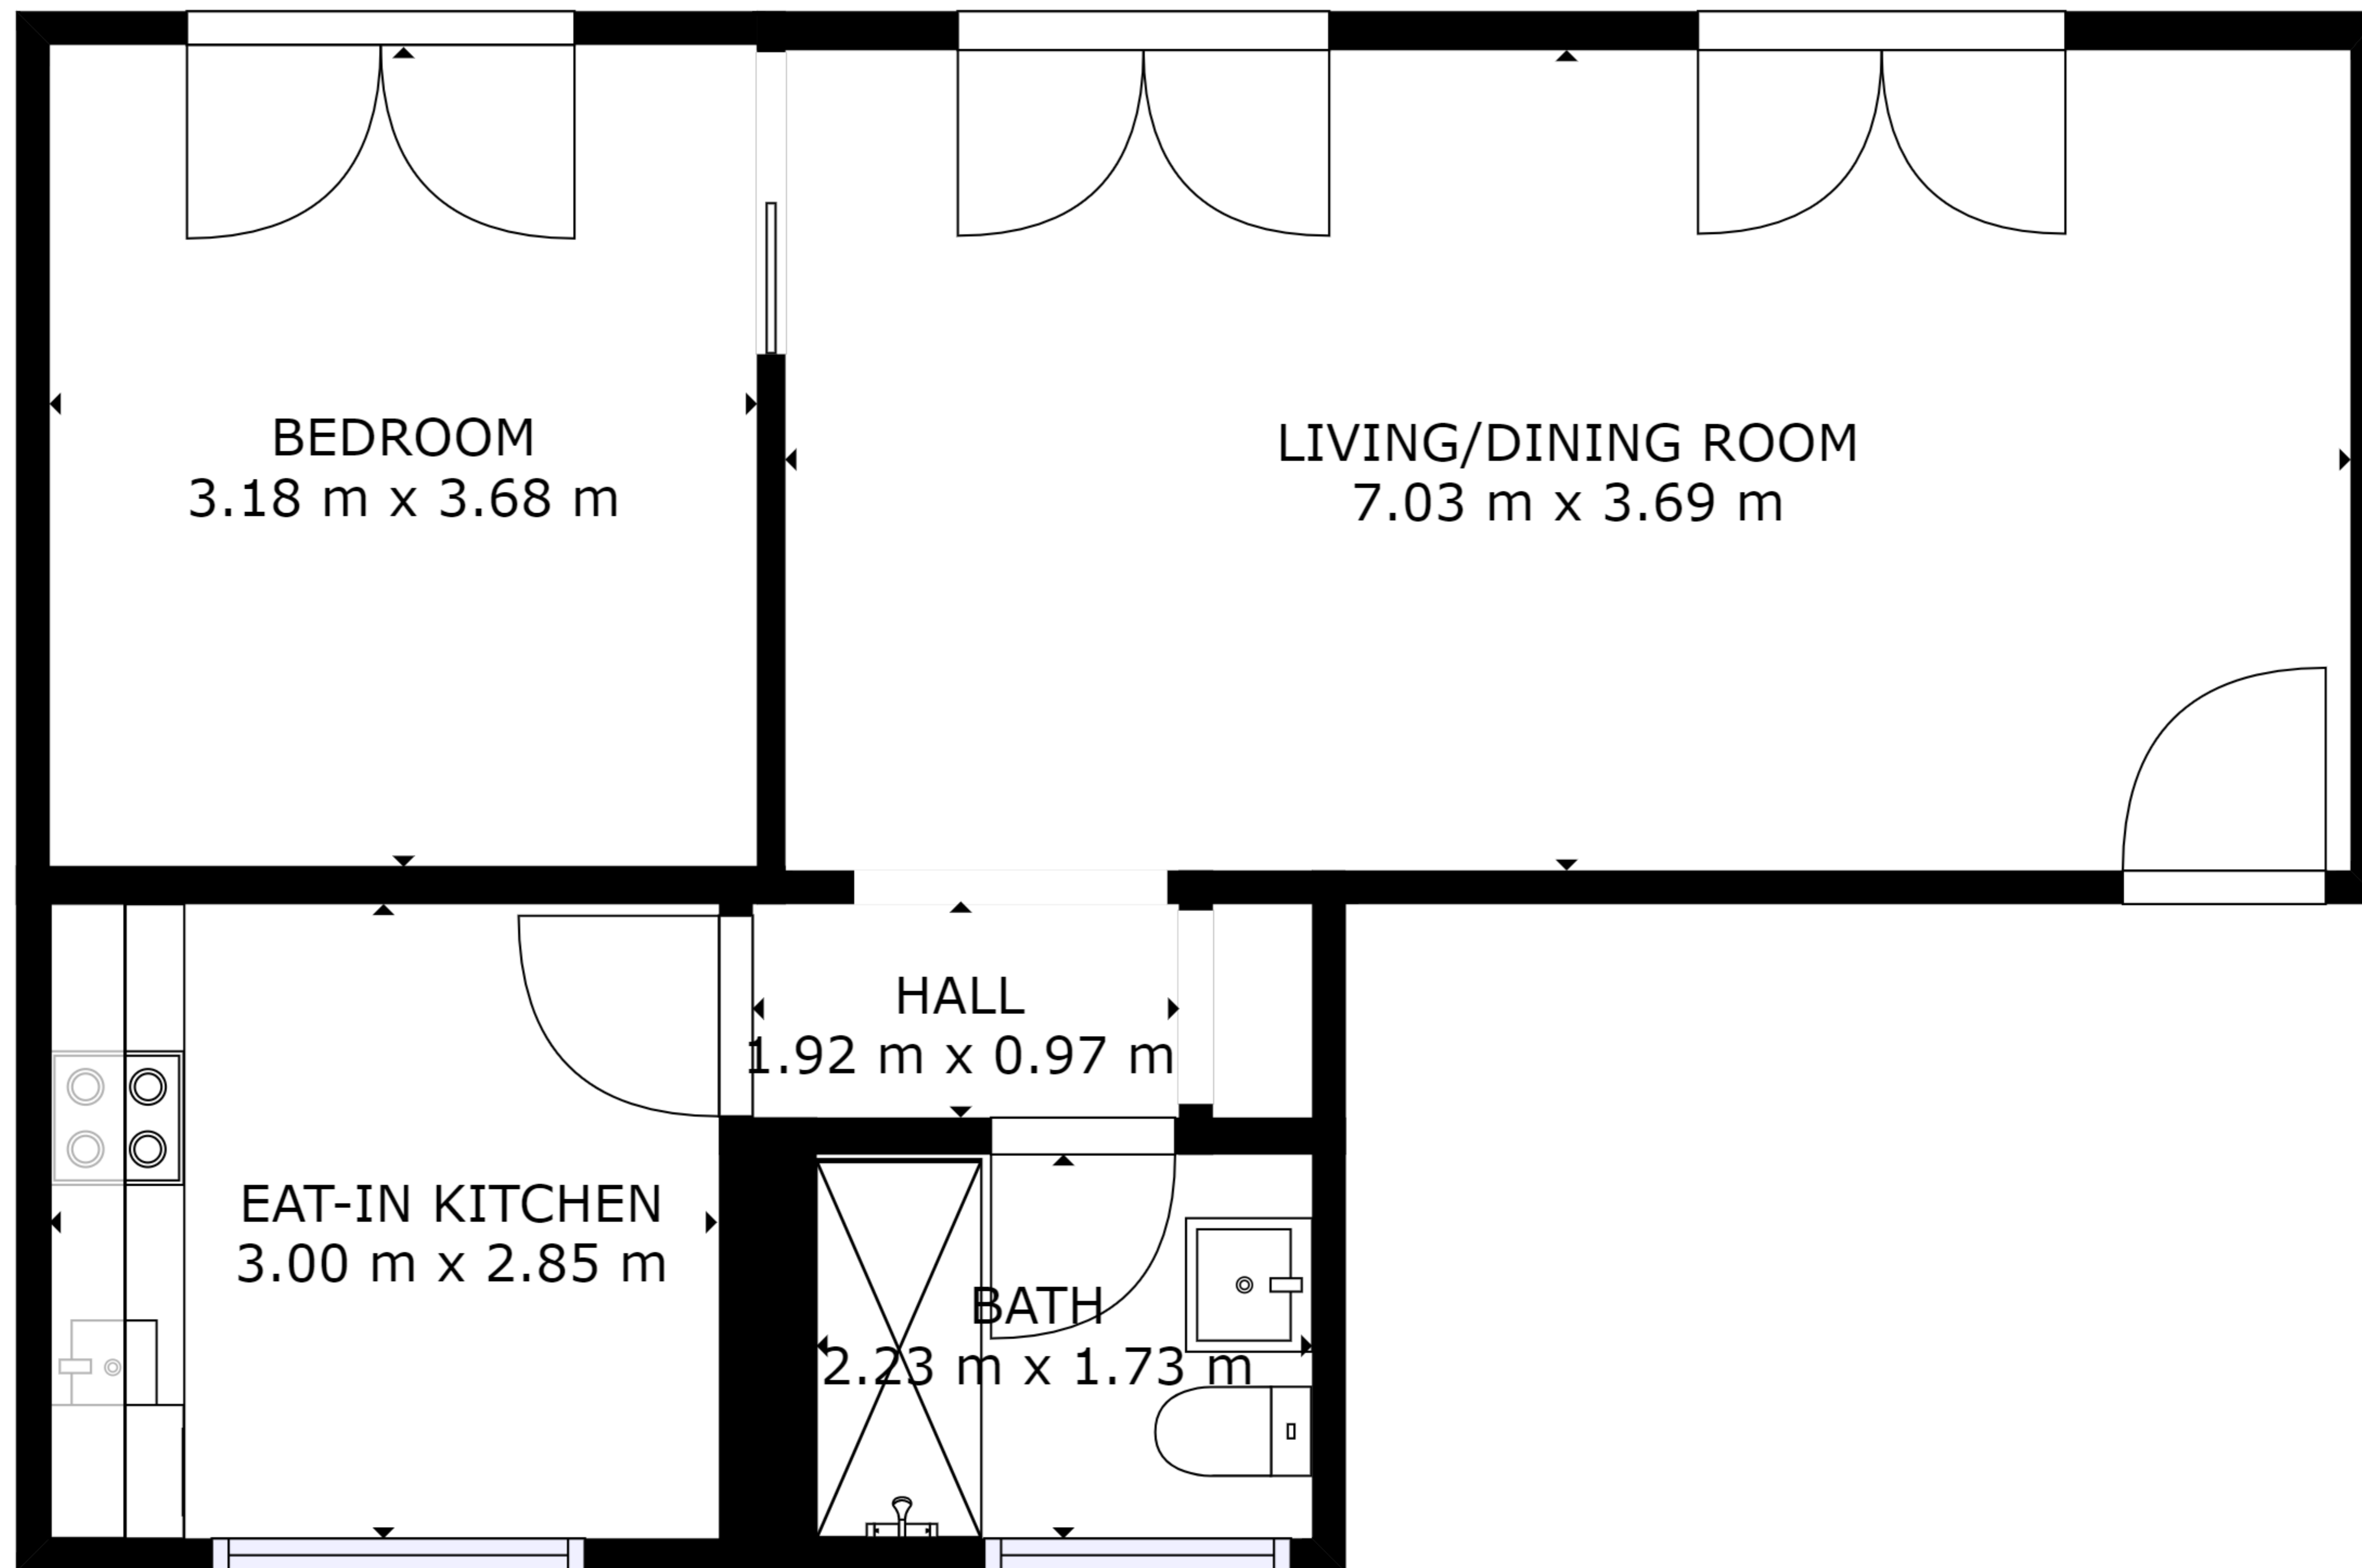 BEDROOM
3.18 m x 3.68 m
LIVING/DINING ROOM
7.03 m x 3.69 m
HALL
1.92 m x 0.97 m
EAT-IN KITCHEN
3.00 m x 2.85 m
BATH
2.23 m x 1.73 m